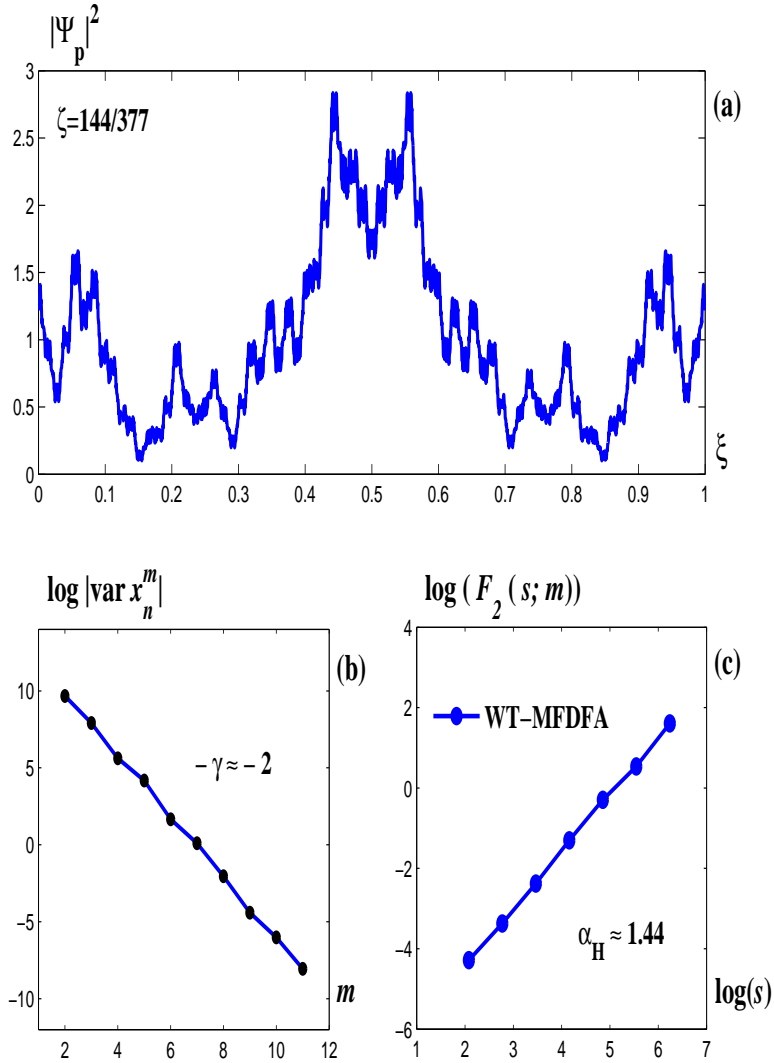 |Ψp|²
3
2.5
2
1.5
1
0.5
0
ζ=144/377
(a)
ξ
0 0.1 0.2 0.3 0.4 0.5 0.6 0.7 0.8 0.9 1
log |var xₙᵐ|
10
5
0
−5
−10
(b)
− γ ≈ − 2
m
2 4 6 8 10 12
log ( F₂ ( s; m))
4
2
0
−2
−4
−6
(c)
WT−MFDFA
αH ≈ 1.44
log(s)
1 2 3 4 5 6 7